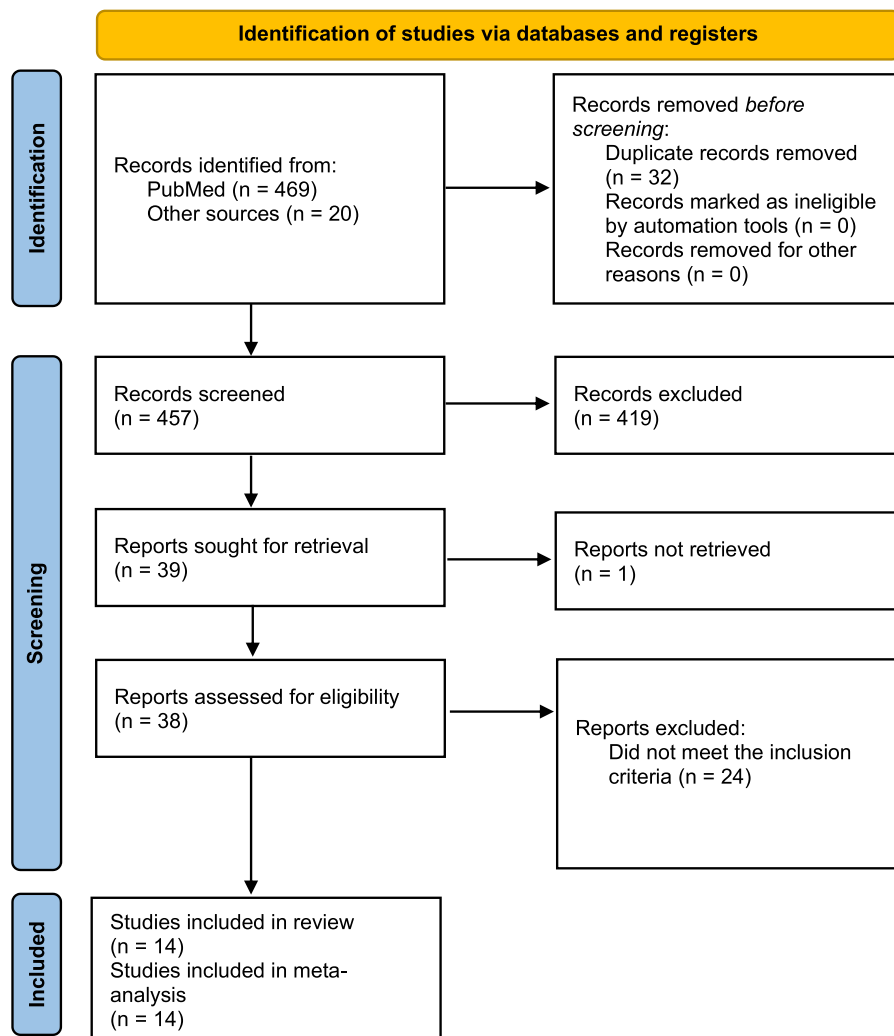 Identification of studies via databases and registers
Identification
Records identified from:
PubMed (n = 469)
Other sources (n = 20)
Records removed before
screening:
Duplicate records removed
(n = 32)
Records marked as ineligible
by automation tools (n = 0)
Records removed for other
reasons (n = 0)
Screening
Records screened
(n = 457)
Records excluded
(n = 419)
Reports sought for retrieval
(n = 39)
Reports not retrieved
(n = 1)
Reports assessed for eligibility
(n = 38)
Reports excluded:
Did not meet the inclusion
criteria (n = 24)
Included
Studies included in review
(n = 14)
Studies included in meta-
analysis
(n = 14)